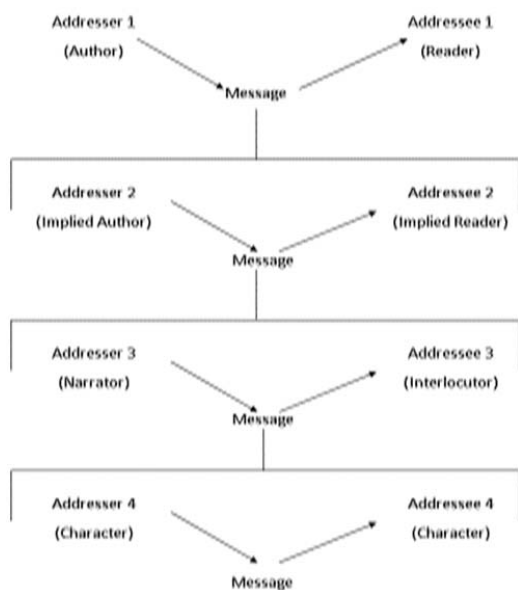 Addresser 1 Addressee 1
(Author) (Reader)
Message
Addresser 2 Addressee 2
(Implied Author) (Implied Reader)
Message
Addresser 3 Addressee 3
(Narrator) (Interlocutor)
Message
Addresser 4 Addressee 4
(Character) (Character)
Message